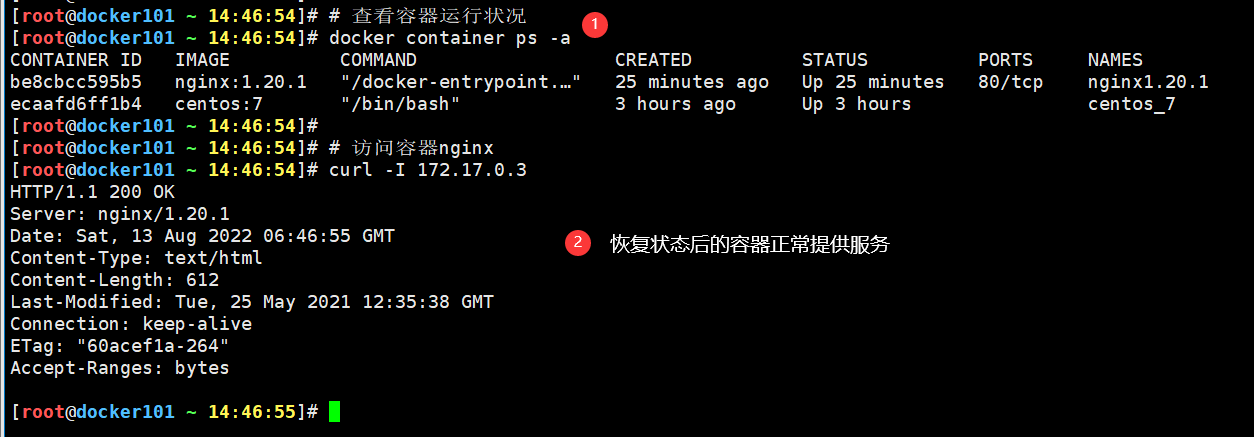 [root@docker101 ~ 14:46:54]# # 查看容器运行状况
1
[root@docker101 ~ 14:46:54]# docker container ps -a
CONTAINER ID   IMAGE          COMMAND                  CREATED          STATUS          PORTS     NAMES
be8cbcc595b5   nginx:1.20.1   "/docker-entrypoint.…"   25 minutes ago   Up 25 minutes   80/tcp    nginx1.20.1
ecaafd6ff1b4   centos:7       "/bin/bash"              3 hours ago      Up 3 hours                centos_7
[root@docker101 ~ 14:46:54]#
[root@docker101 ~ 14:46:54]# # 访问容器nginx
[root@docker101 ~ 14:46:54]# curl -I 172.17.0.3
HTTP/1.1 200 OK
Server: nginx/1.20.1
Date: Sat, 13 Aug 2022 06:46:55 GMT
2 恢复状态后的容器正常提供服务
Content-Type: text/html
Content-Length: 612
Last-Modified: Tue, 25 May 2021 12:35:38 GMT
Connection: keep-alive
ETag: "60acef1a-264"
Accept-Ranges: bytes
[root@docker101 ~ 14:46:55]#